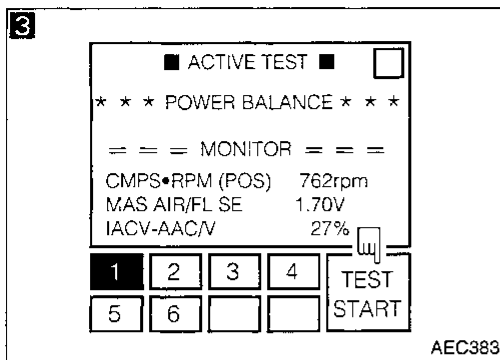 3
■ ACTIVE TEST ■
* * * POWER BALANCE * * *
= = = MONITOR = = =
CMPS•RPM (POS) 762rpm
MAS AIR/FL SE 1.70V
IACV-AAC/V 27%
1 2 3 4 TEST START
5 6
AEC383